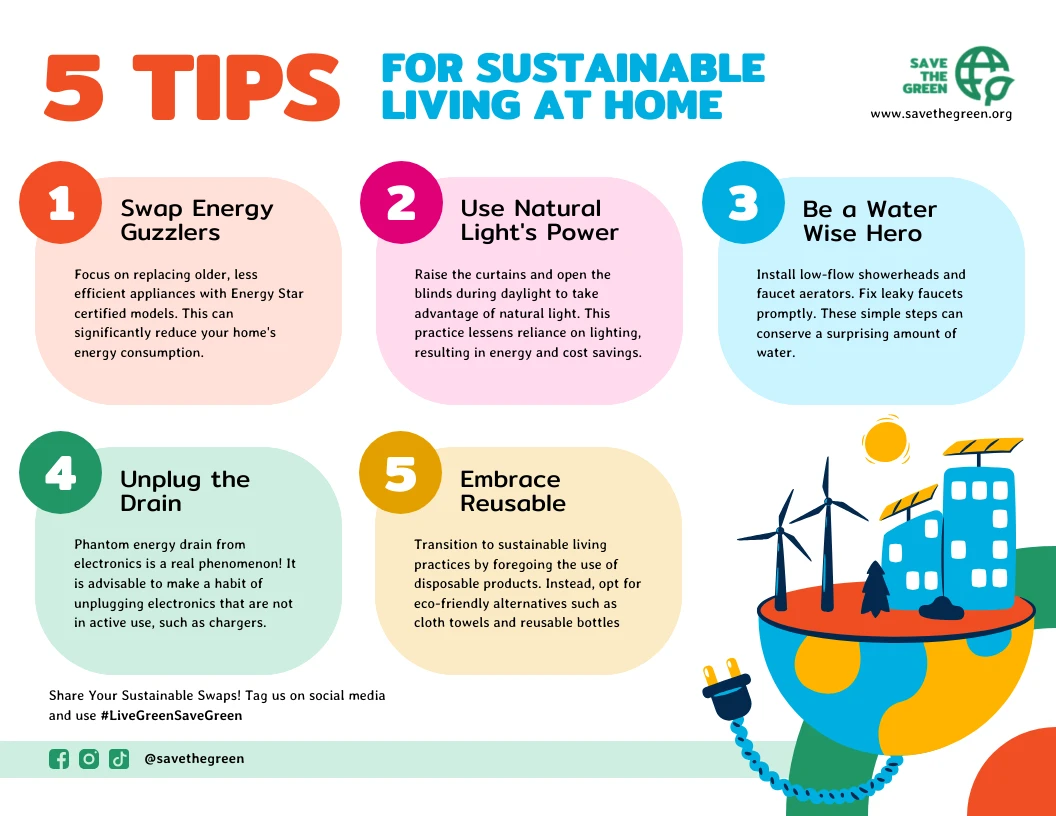 5 TIPS
FOR SUSTAINABLE
LIVING AT HOME
SAVE
THE
GREEN
www.savethegreen.org
1
Swap Energy
Guzzlers
Focus on replacing older, less
efficient appliances with Energy Star
certified models. This can
significantly reduce your home's
energy consumption.
2
Use Natural
Light's Power
Raise the curtains and open the
blinds during daylight to take
advantage of natural light. This
practice lessens reliance on lighting,
resulting in energy and cost savings.
3
Be a Water
Wise Hero
Install low-flow showerheads and
faucet aerators. Fix leaky faucets
promptly. These simple steps can
conserve a surprising amount of
water.
4
Unplug the
Drain
Phantom energy drain from
electronics is a real phenomenon! It
is advisable to make a habit of
unplugging electronics that are not
in active use, such as chargers.
5
Embrace
Reusable
Transition to sustainable living
practices by foregoing the use of
disposable products. Instead, opt for
eco-friendly alternatives such as
cloth towels and reusable bottles
Share Your Sustainable Swaps! Tag us on social media
and use #LiveGreenSaveGreen
@savethegreen